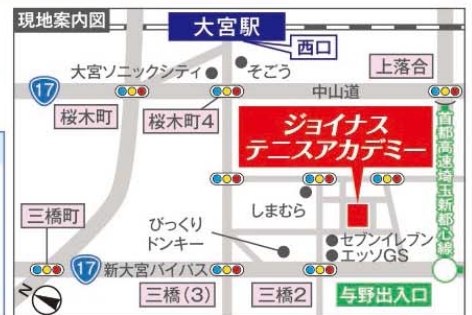 現地案内図
大宮駅
西口
大宮ソニックシティ
そごう
上落合
17
中山道
桜木町
桜木町4
ジョイナス
テニスアカデミー
首都高速埼玉新都心線
しまむら
三橋町
びっくり
ドンキー
セブンイレブン
エッソGS
17
新大宮バイパス
三橋(3)
三橋2
与野出入口
N